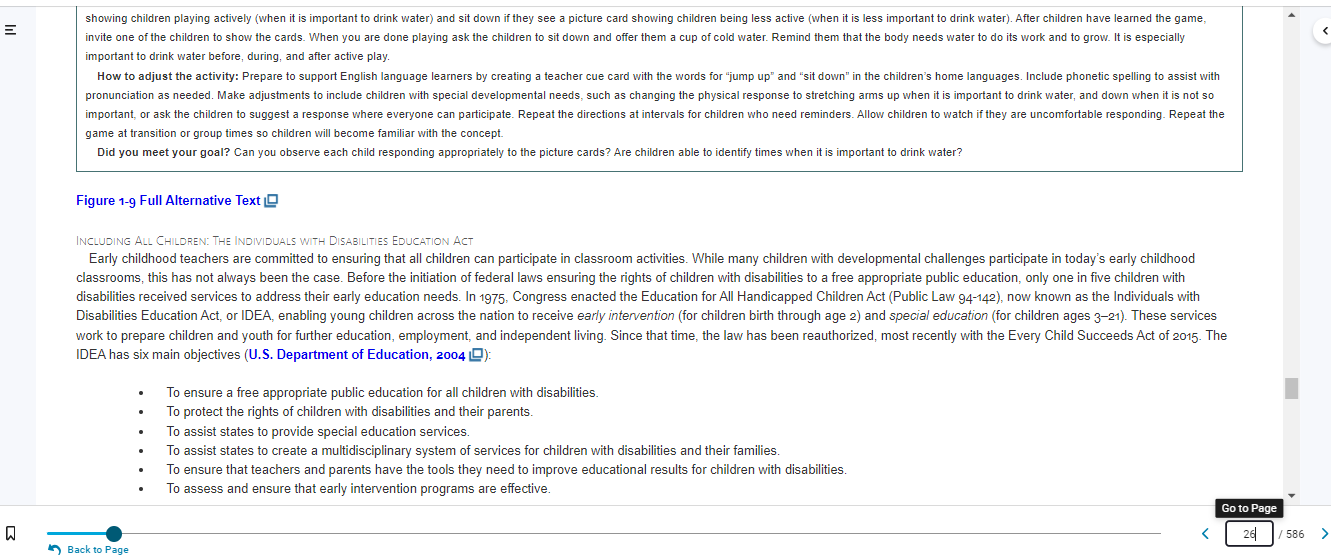 showing children playing actively (when it is important to drink water) and sit down if they see a picture card showing children being less active (when it is less important to drink water). After children have learned the game,
invite one of the children to show the cards. When you are done playing ask the children to sit down and offer them a cup of cold water. Remind them that the body needs water to do its work and to grow. It is especially
important to drink water before, during, and after active play.
How to adjust the activity: Prepare to support English language learners by creating a teacher cue card with the words for “jump up” and “sit down” in the children’s home languages. Include phonetic spelling to assist with
pronunciation as needed. Make adjustments to include children with special developmental needs, such as changing the physical response to stretching arms up when it is important to drink water, and down when it is not so
important, or ask the children to suggest a response where everyone can participate. Repeat the directions at intervals for children who need reminders. Allow children to watch if they are uncomfortable responding. Repeat the
game at transition or group times so children will become familiar with the concept.
Did you meet your goal? Can you observe each child responding appropriately to the picture cards? Are children able to identify times when it is important to drink water?
Figure 1-9 Full Alternative Text
Including All Children: The Individuals with Disabilities Education Act
Early childhood teachers are committed to ensuring that all children can participate in classroom activities. While many children with developmental challenges participate in today’s early childhood
classrooms, this has not always been the case. Before the initiation of federal laws ensuring the rights of children with disabilities to a free appropriate public education, only one in five children with
disabilities received services to address their early education needs. In 1975, Congress enacted the Education for All Handicapped Children Act (Public Law 94-142), now known as the Individuals with
Disabilities Education Act, or IDEA, enabling young children across the nation to receive early intervention (for children birth through age 2) and special education (for children ages 3–21). These services
work to prepare children and youth for further education, employment, and independent living. Since that time, the law has been reauthorized, most recently with the Every Child Succeeds Act of 2015. The
IDEA has six main objectives (U.S. Department of Education, 2004):
• To ensure a free appropriate public education for all children with disabilities.
• To protect the rights of children with disabilities and their parents.
• To assist states to provide special education services.
• To assist states to create a multidisciplinary system of services for children with disabilities and their families.
• To ensure that teachers and parents have the tools they need to improve educational results for children with disabilities.
• To assess and ensure that early intervention programs are effective.
Go to Page
26 / 586
Back to Page